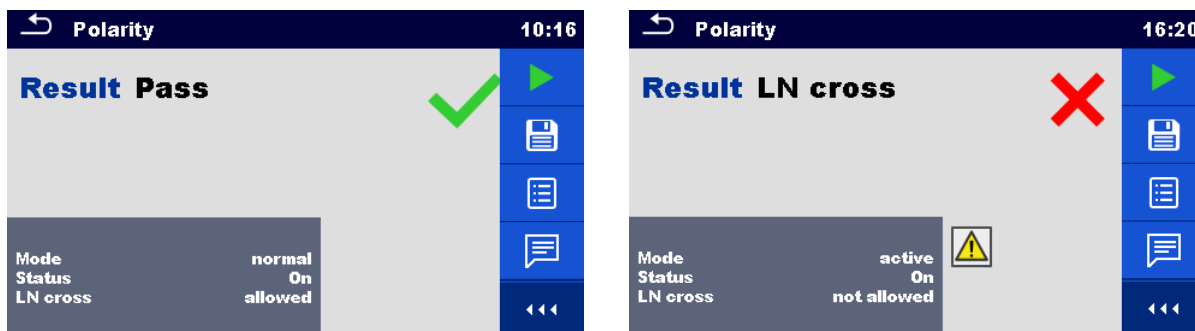 Polarity 10:16
Result Pass
Mode normal
Status On
LN cross allowed
Polarity 16:20
Result LN cross
Mode active
Status On
LN cross not allowed